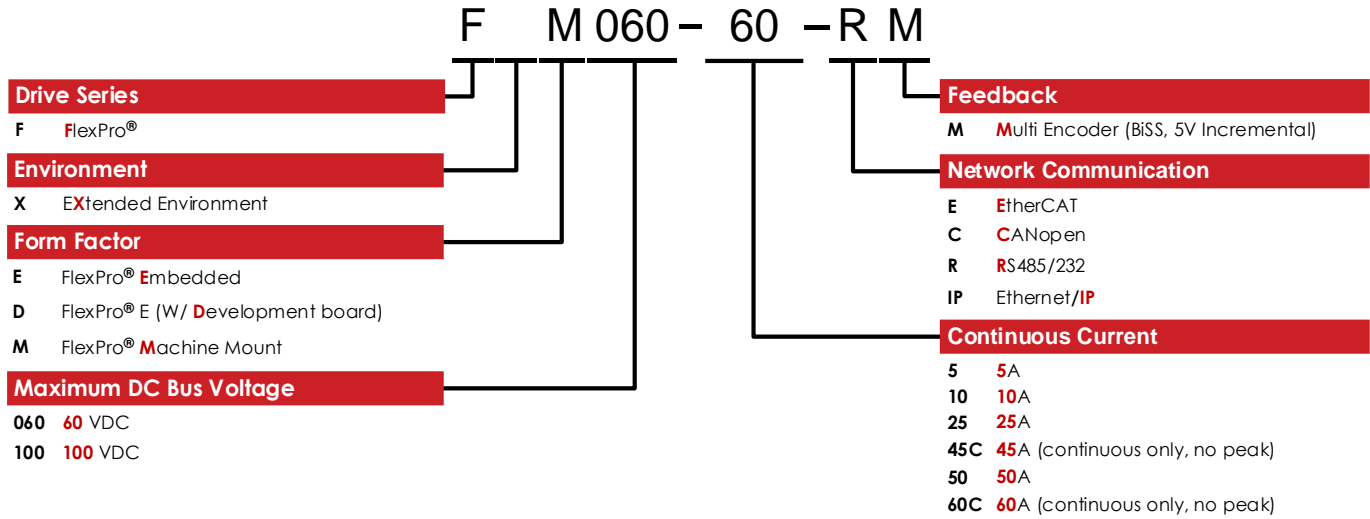 F M 060 – 60 – R M
Drive Series
F FlexPro®
Environment
X EXtended Environment
Form Factor
E FlexPro® Embedded
D FlexPro® E (W/ Development board)
M FlexPro® Machine Mount
Maximum DC Bus Voltage
060 60 VDC
100 100 VDC
Feedback
M Multi Encoder (BiSS, 5V Incremental)
Network Communication
E EtherCAT
C CANopen
R RS485/232
IP Ethernet/IP
Continuous Current
5 5A
10 10A
25 25A
45C 45A (continuous only, no peak)
50 50A
60C 60A (continuous only, no peak)